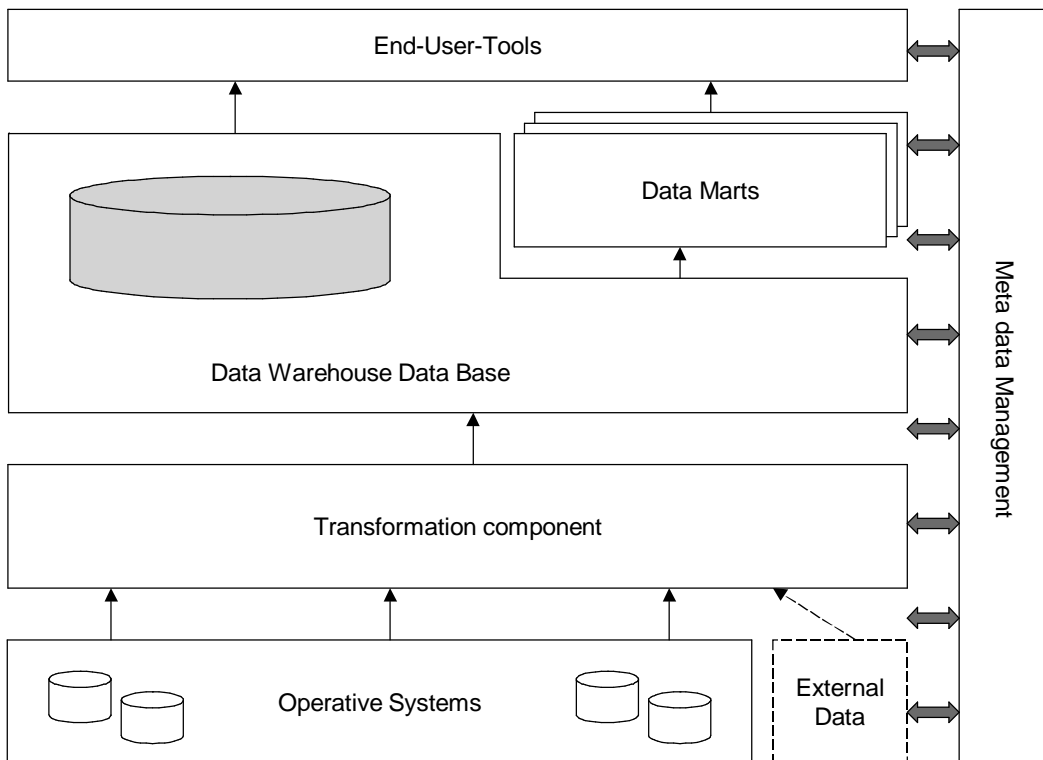 End-User-Tools
Data Marts
Data Warehouse Data Base
Meta data Management
Transformation component
Operative Systems
External
Data